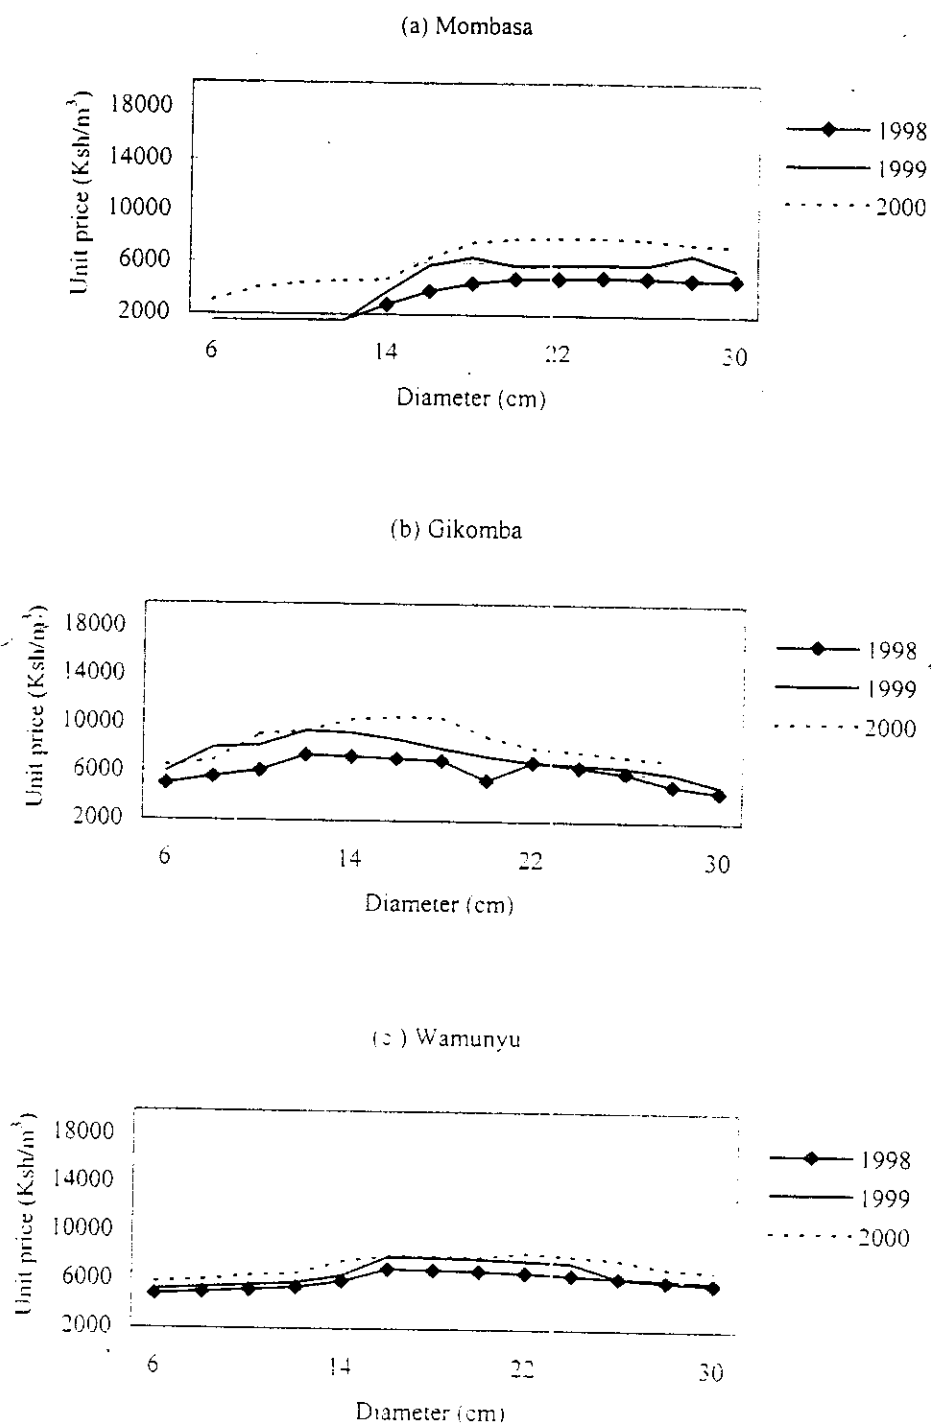 (a) Mombasa
Unit price (Ksh/m³)
18000
14000
10000
6000
2000
6 14 22 30
Diameter (cm)
1998
1999
2000
(b) Gikomba
Unit price (Ksh/m³)
18000
14000
10000
6000
2000
6 14 22 30
Diameter (cm)
1998
1999
2000
(c) Wamunyu
Unit price (Ksh/m³)
18000
14000
10000
6000
2000
6 14 22 30
Diameter (cm)
1998
1999
2000